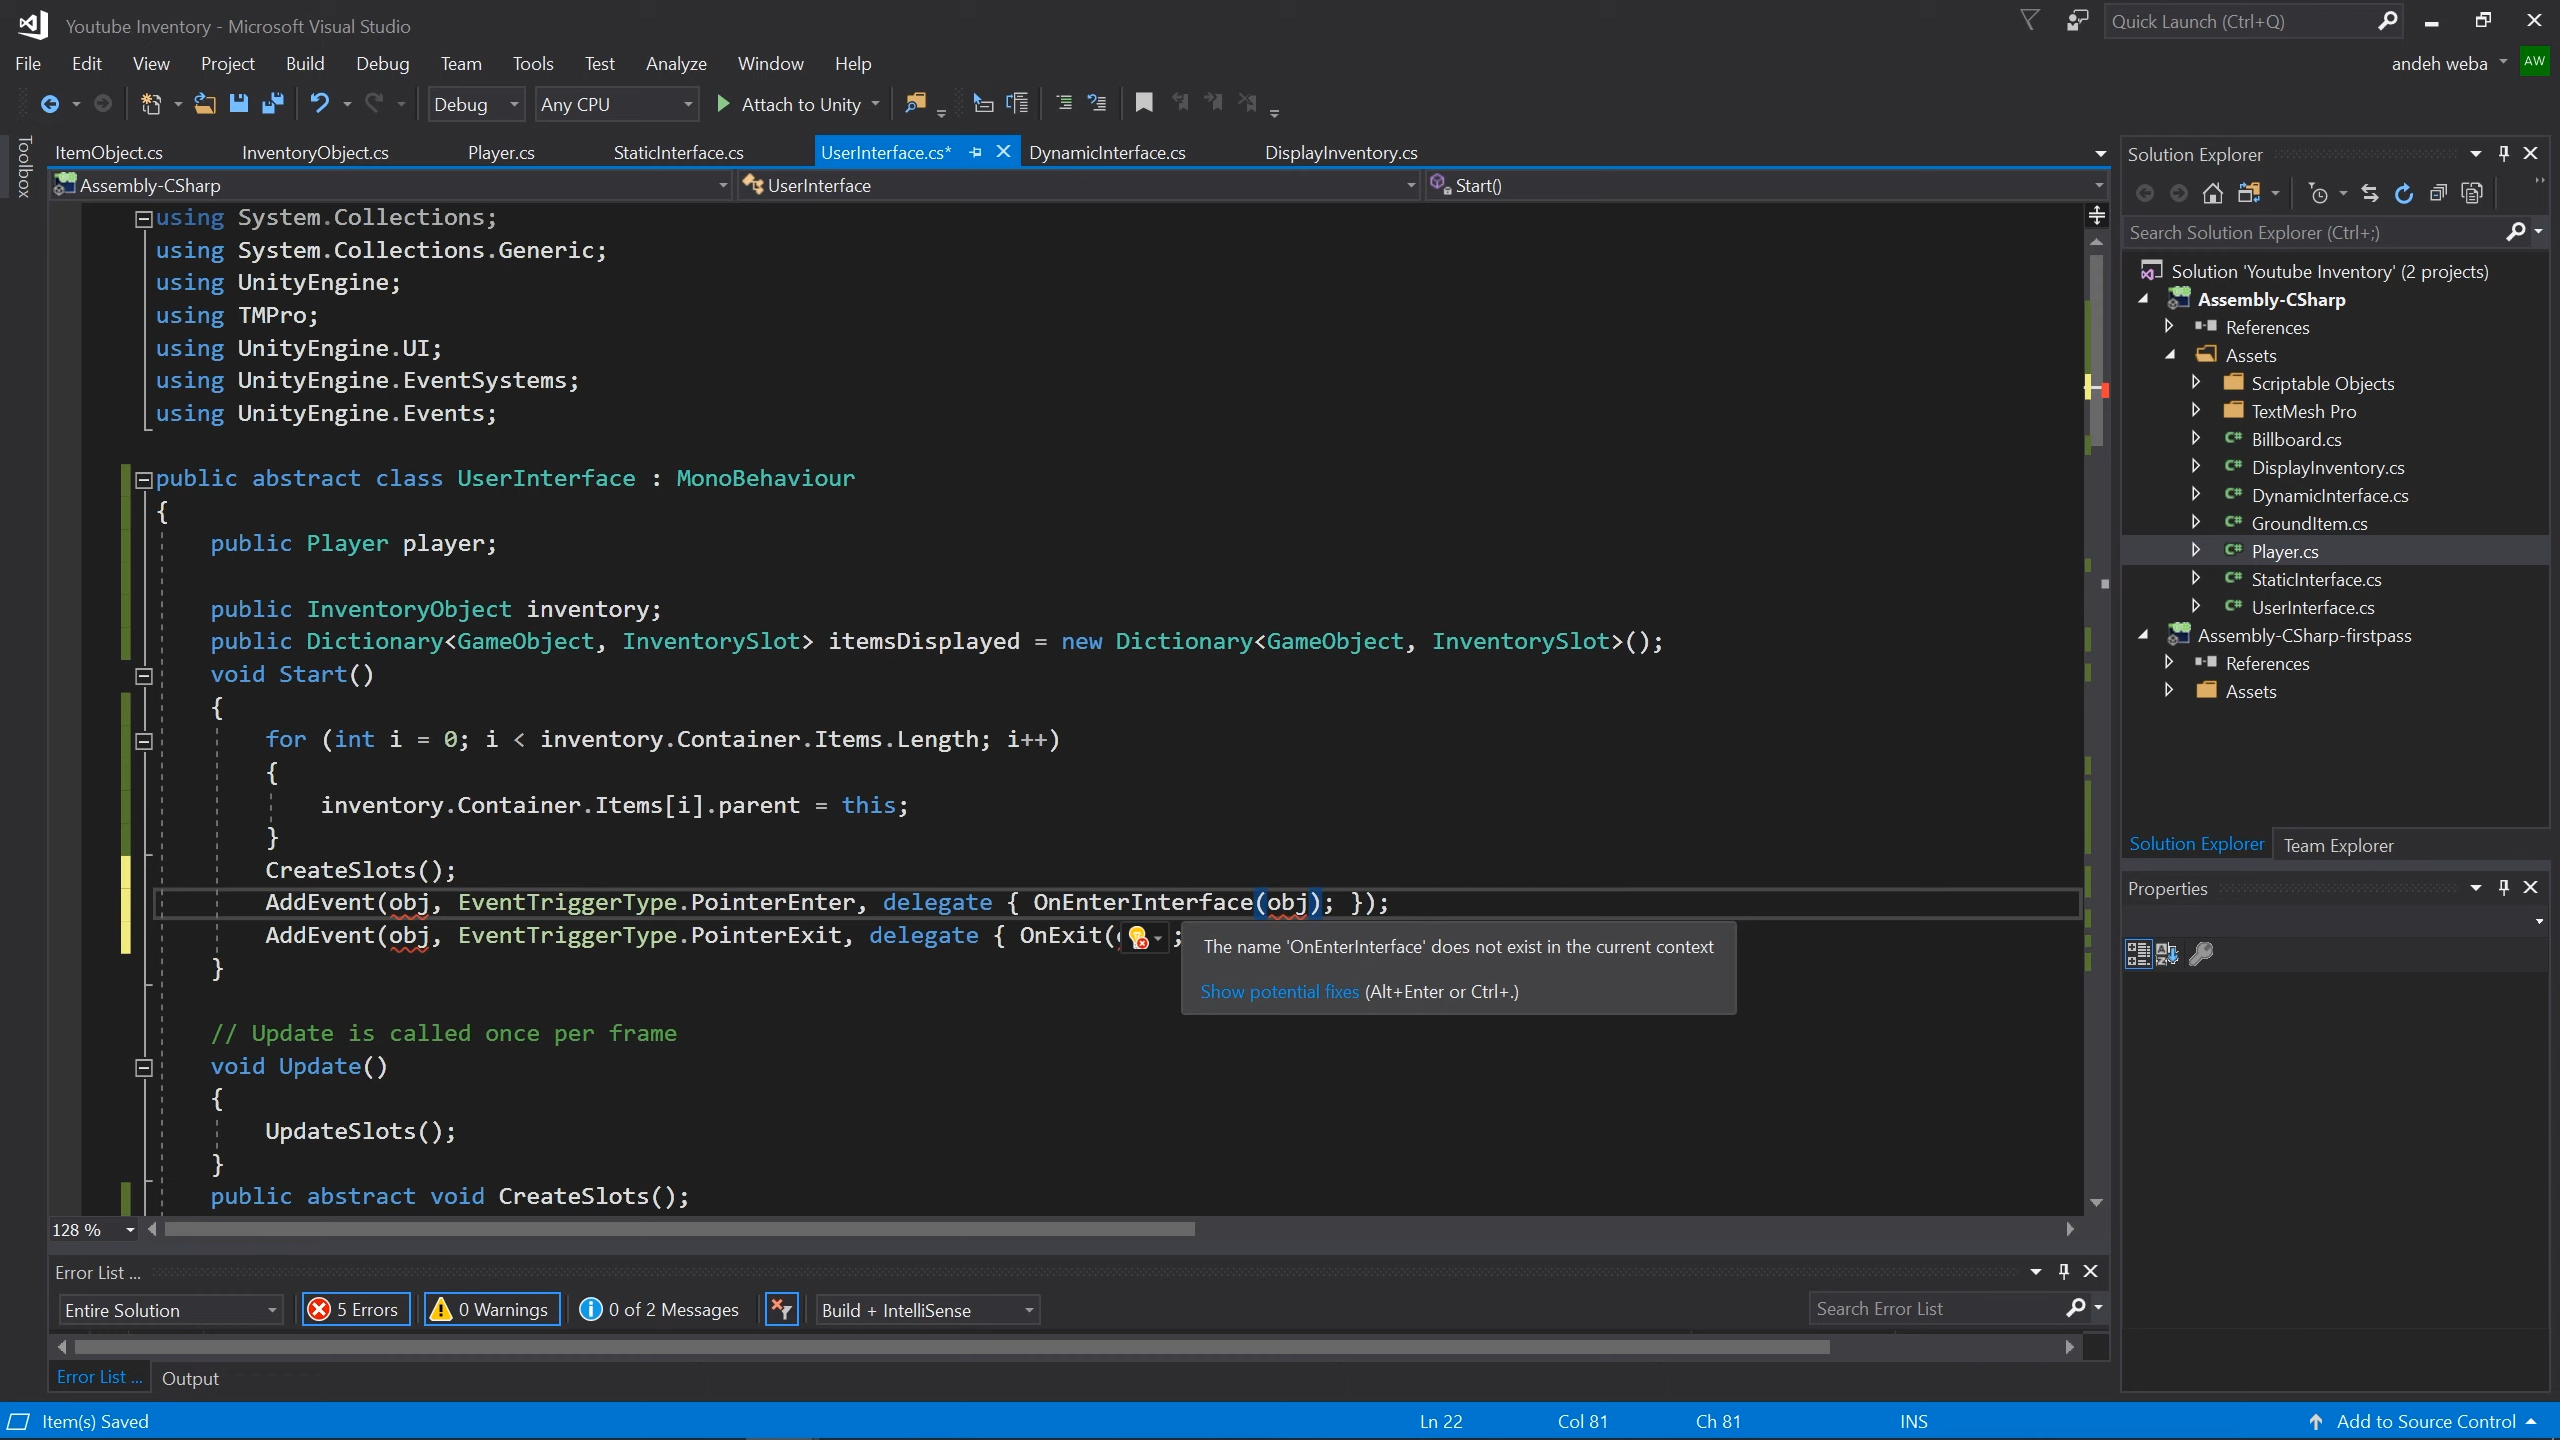 Youtube Inventory - Microsoft Visual Studio
Quick Launch (Ctrl+Q)
File Edit View Project Build Debug Team Tools Test Analyze Window Help
andeh weba
AW
Debug Any CPU Attach to Unity
Toolbox
ItemObject.cs InventoryObject.cs Player.cs StaticInterface.cs UserInterface.cs* DynamicInterface.cs DisplayInventory.cs
Assembly-CSharp UserInterface Start()
using System.Collections;
using System.Collections.Generic;
using UnityEngine;
using TMPro;
using UnityEngine.UI;
using UnityEngine.EventSystems;
using UnityEngine.Events;
public abstract class UserInterface : MonoBehaviour
{
public Player player;
public InventoryObject inventory;
public Dictionary<GameObject, InventorySlot> itemsDisplayed = new Dictionary<GameObject, InventorySlot>();
void Start()
{
for (int i = 0; i < inventory.Container.Items.Length; i++)
{
inventory.Container.Items[i].parent = this;
}
CreateSlots();
AddEvent(obj, EventTriggerType.PointerEnter, delegate { OnEnterInterface(obj); });
AddEvent(obj, EventTriggerType.PointerExit, delegate { OnExit(
;
The name 'OnEnterInterface' does not exist in the current context
Show potential fixes (Alt+Enter or Ctrl+.)
}
// Update is called once per frame
void Update()
{
UpdateSlots();
}
public abstract void CreateSlots();
128 %
Error List ...
Entire Solution 5 Errors 0 Warnings 0 of 2 Messages Build + IntelliSense Search Error List
Error List ... Output
Item(s) Saved Ln 22 Col 81 Ch 81 INS Add to Source Control
Solution Explorer
Search Solution Explorer (Ctrl+;)
Solution 'Youtube Inventory' (2 projects)
Assembly-CSharp
References
Assets
Scriptable Objects
TextMesh Pro
C# Billboard.cs
C# DisplayInventory.cs
C# DynamicInterface.cs
C# GroundItem.cs
C# Player.cs
C# StaticInterface.cs
C# UserInterface.cs
Assembly-CSharp-firstpass
References
Assets
Solution Explorer Team Explorer
Properties